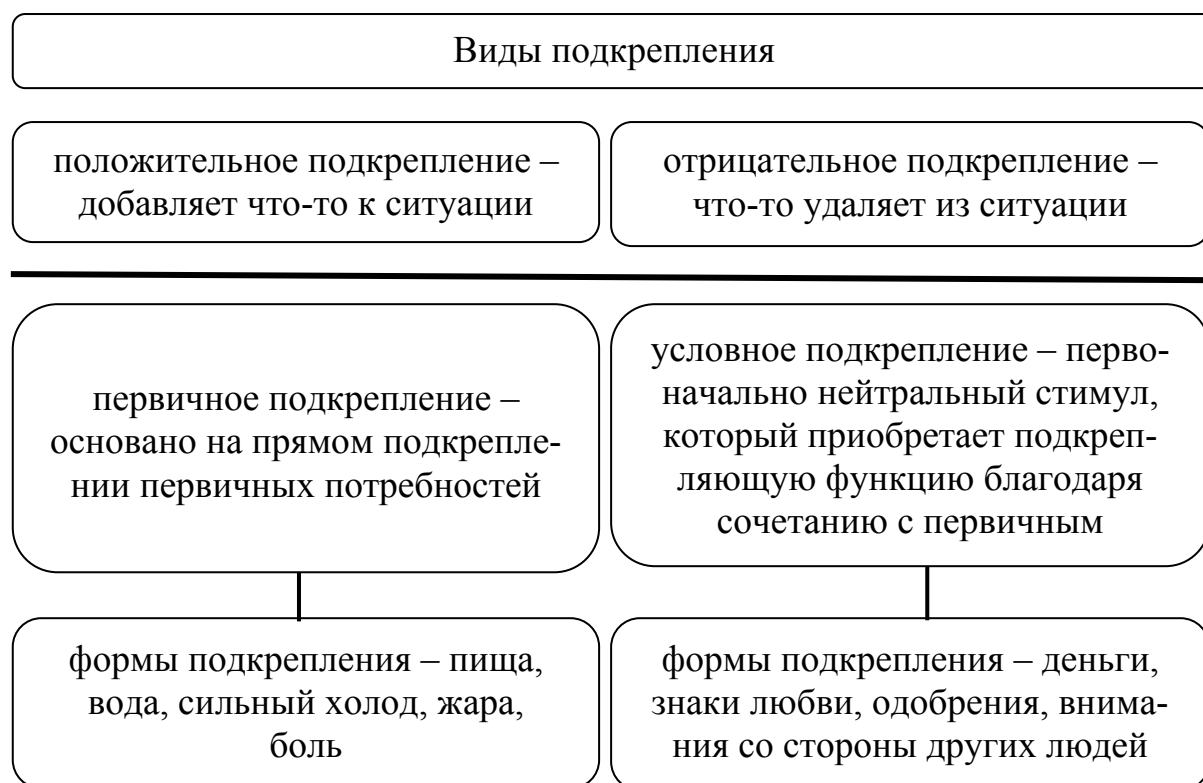 Виды подкрепления
положительное подкрепление –
добавляет что-то к ситуации
отрицательное подкрепление –
что-то удаляет из ситуации
первичное подкрепление –
основано на прямом подкрепле-
нии первичных потребностей
условное подкрепление – перво-
начально нейтральный стимул,
который приобретает подкреп-
ляющую функцию благодаря
сочетанию с первичным
формы подкрепления – пища,
вода, сильный холод, жара,
боль
формы подкрепления – деньги,
знаки любви, одобрения, внима-
ния со стороны других людей